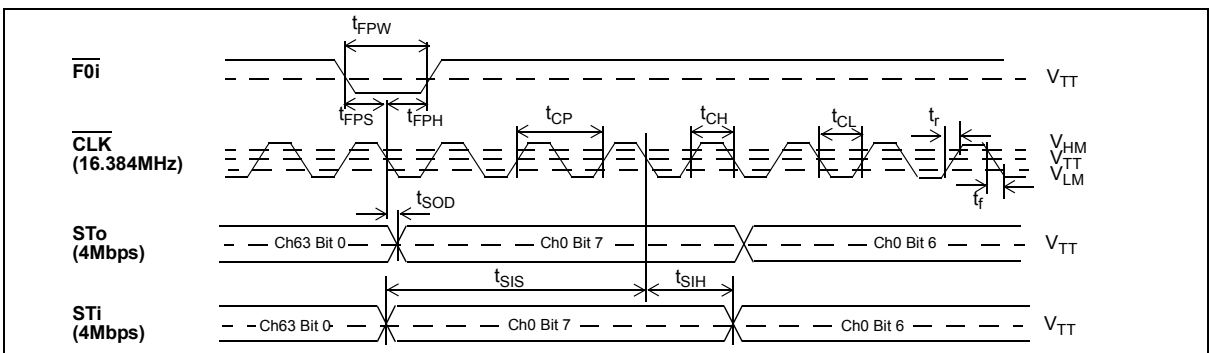 tFPW
F0i
VTT
tFPS tFPH tCP tCH tCL tr
CLK
(16.384MHz)
VHM
VTT
VLM
tf
tSOD
STo
(4Mbps)
Ch63 Bit 0 Ch0 Bit 7 Ch0 Bit 6 VTT
tSIS tSIH
STi
(4Mbps)
Ch63 Bit 0 Ch0 Bit 7 Ch0 Bit 6 VTT